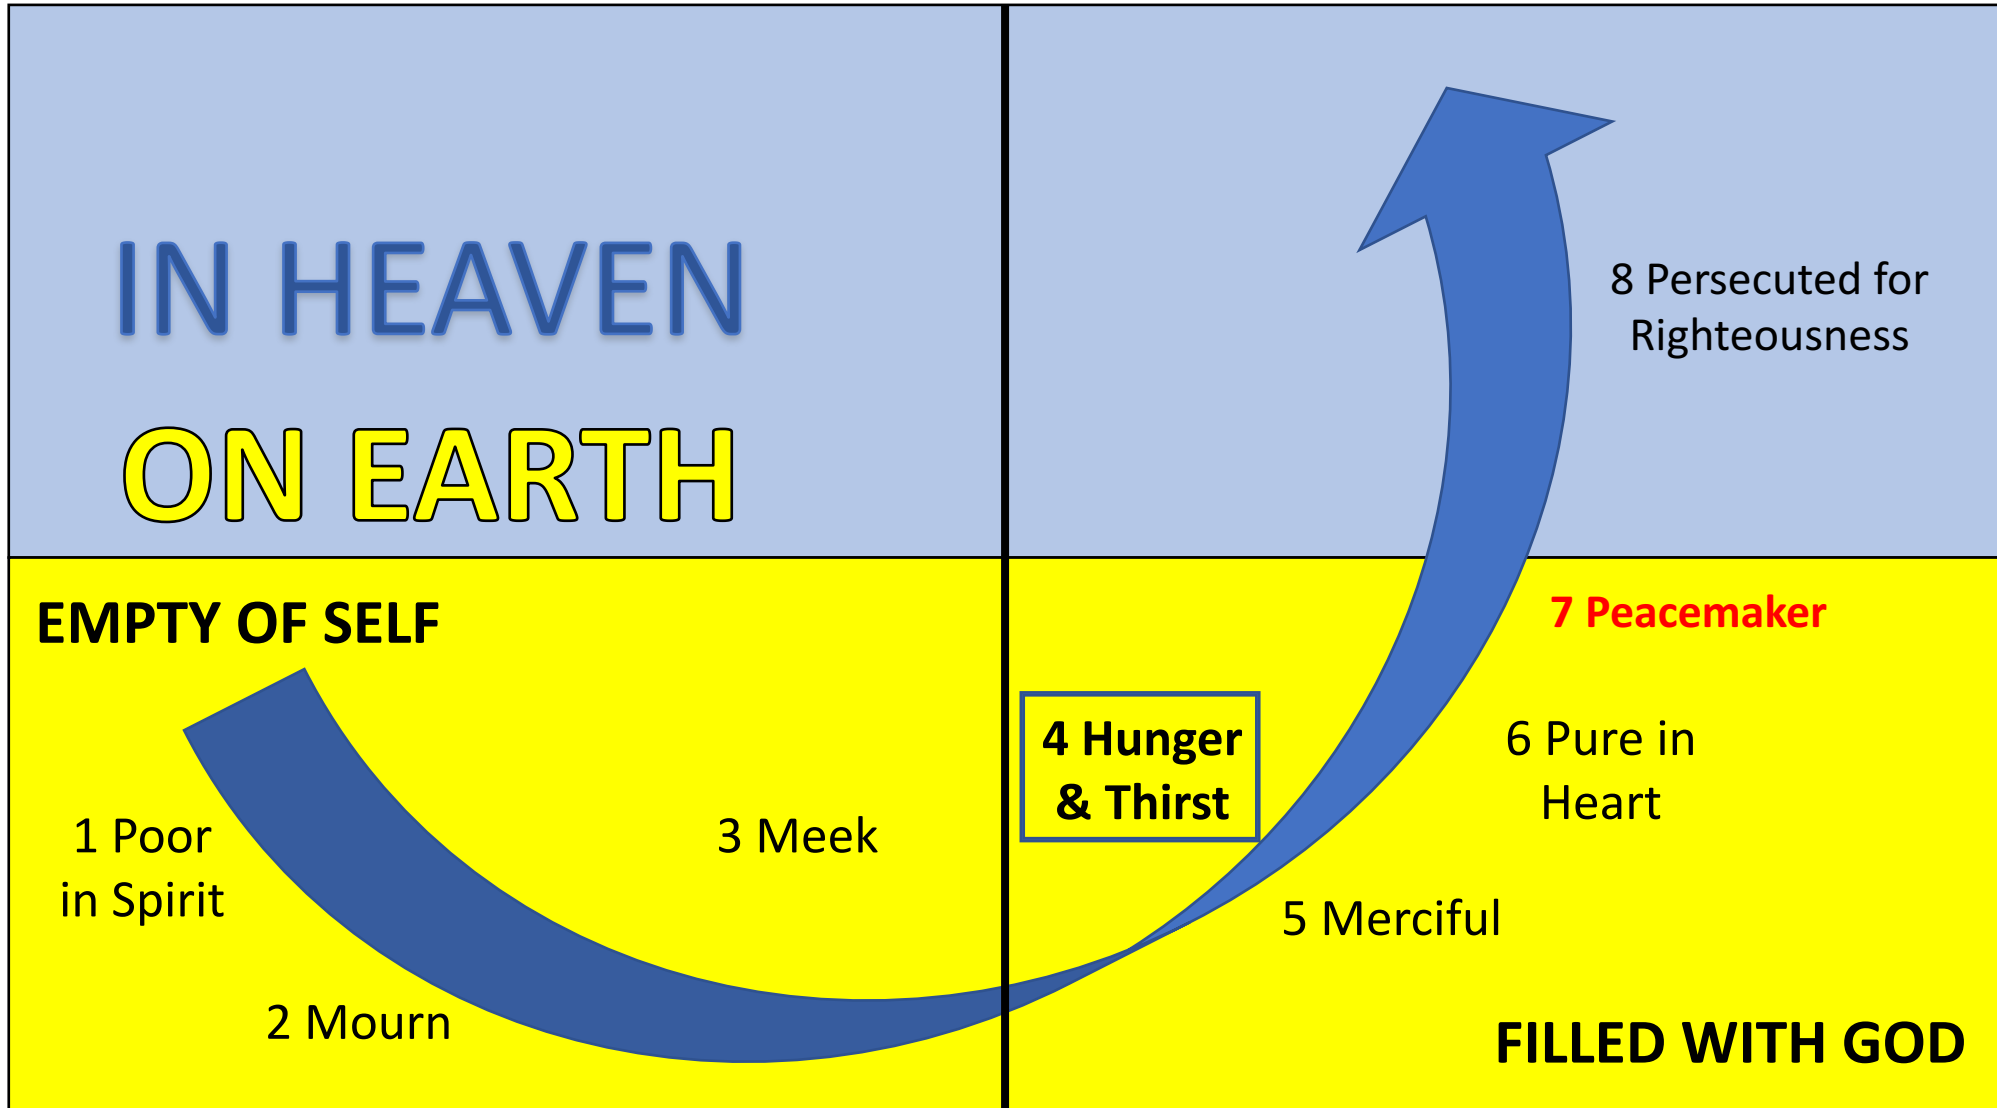 IN HEAVEN
ON EARTH
EMPTY OF SELF
1 Poor
in Spirit
2 Mourn
3 Meek
4 Hunger
& Thirst
5 Merciful
6 Pure in
Heart
7 Peacemaker
8 Persecuted for
Righteousness
FILLED WITH GOD